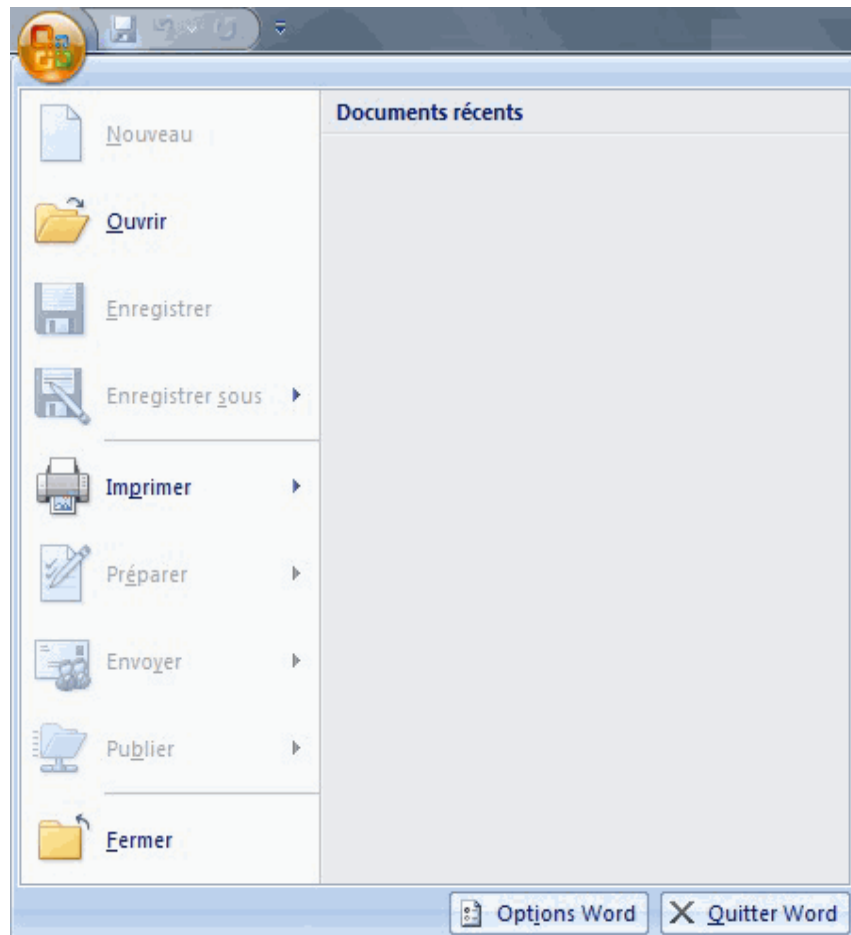 Nouveau
Ouvrir
Enregistrer
Enregistrer sous
Imprimer
Préparer
Envoyer
Publier
Fermer
Documents récents
Options Word
Quitter Word